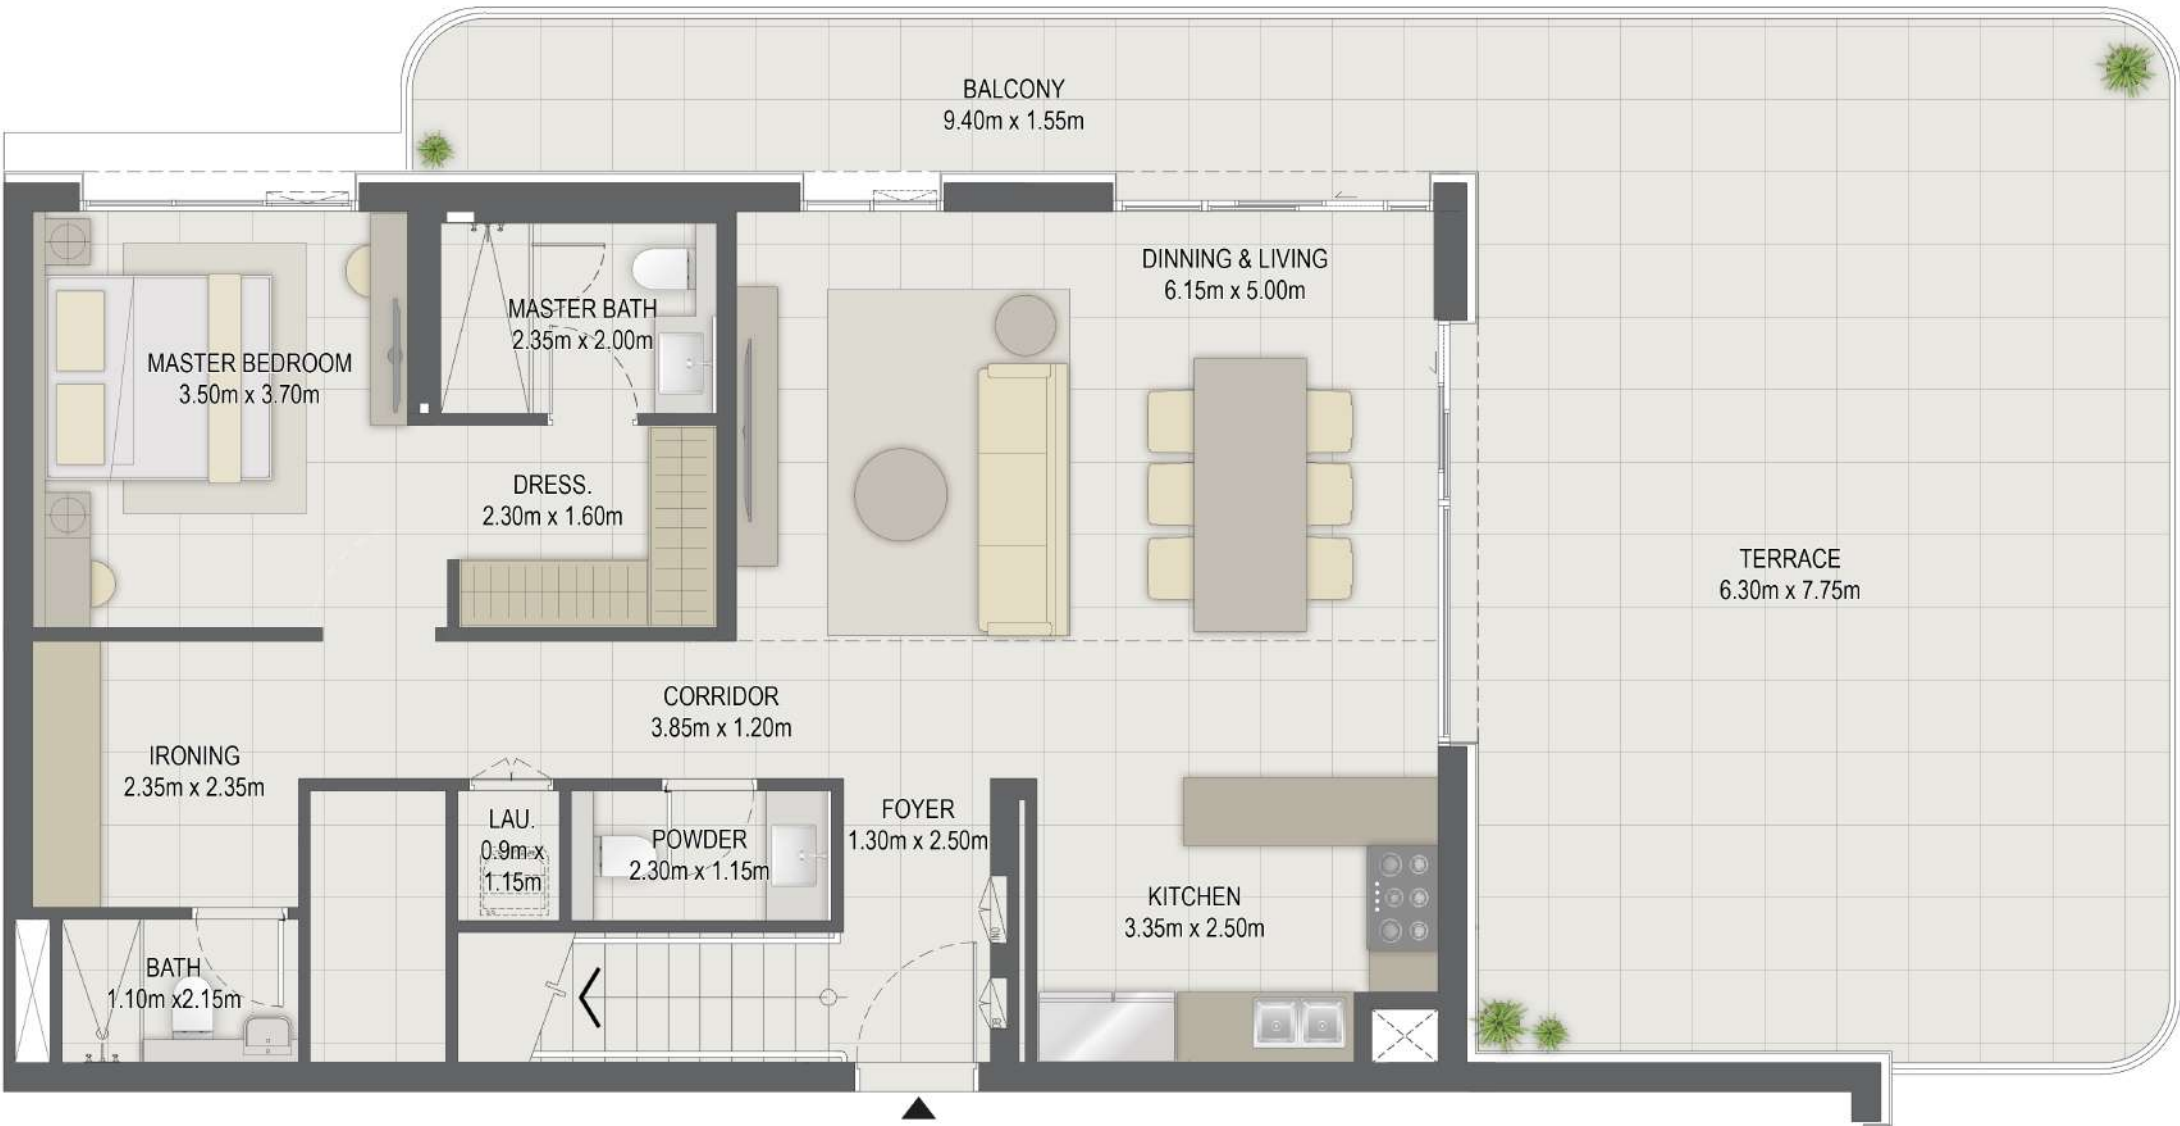 BALCONY
9.40m x 1.55m
DINNING & LIVING
6.15m x 5.00m
MASTER BATH
2.35m x 2.00m
MASTER BEDROOM
3.50m x 3.70m
DRESS.
2.30m x 1.60m
TERRACE
6.30m x 7.75m
CORRIDOR
3.85m x 1.20m
IRONING
2.35m x 2.35m
LAU.
0.9m x
1.15m
POWDER
2.30m x 1.15m
FOYER
1.30m x 2.50m
KITCHEN
3.35m x 2.50m
BATH
1.10m x2.15m